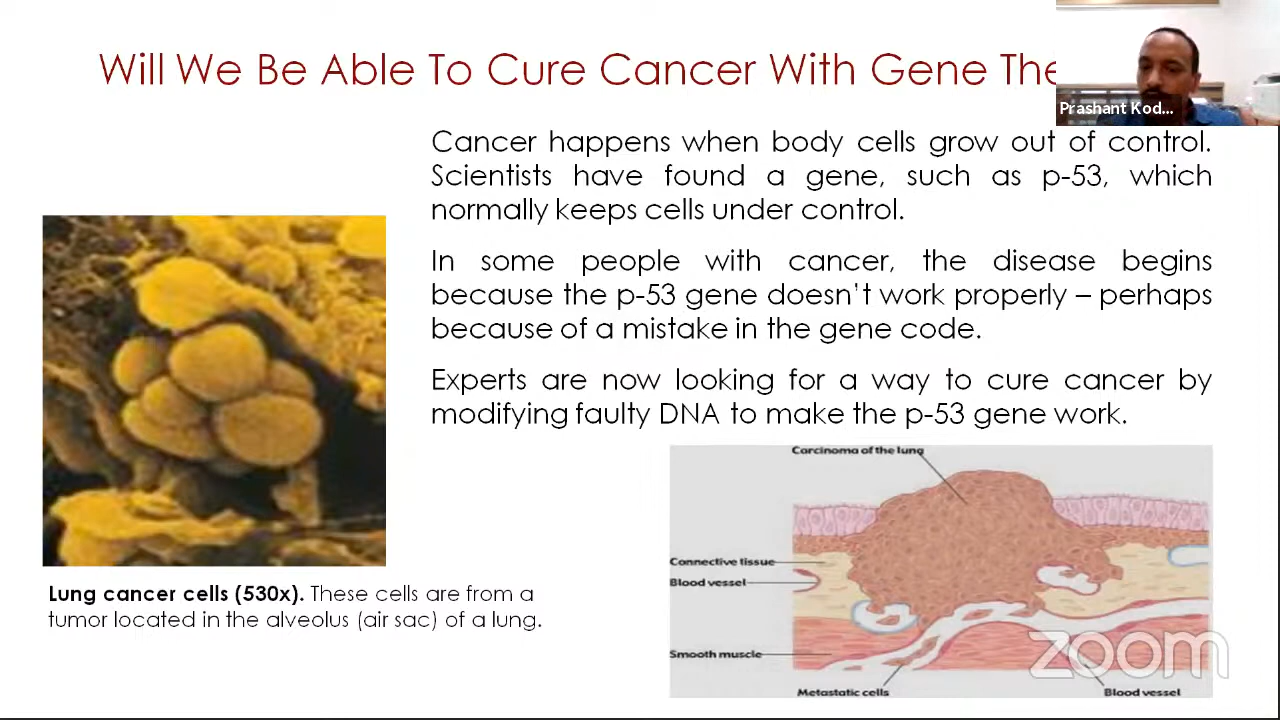 Will We Be Able To Cure Cancer With Gene The
Prashant Kod...
Cancer happens when body cells grow out of control.
Scientists have found a gene, such as p-53, which
normally keeps cells under control.
In some people with cancer, the disease begins
because the p-53 gene doesn't work properly – perhaps
because of a mistake in the gene code.
Experts are now looking for a way to cure cancer by
modifying faulty DNA to make the p-53 gene work.
Lung cancer cells (530x). These cells are from a
tumor located in the alveolus (air sac) of a lung.
Carcinoma of the lung
Connective tissue
Blood vessel
Smooth muscle
Metastatic cells
Blood vessel
zoom